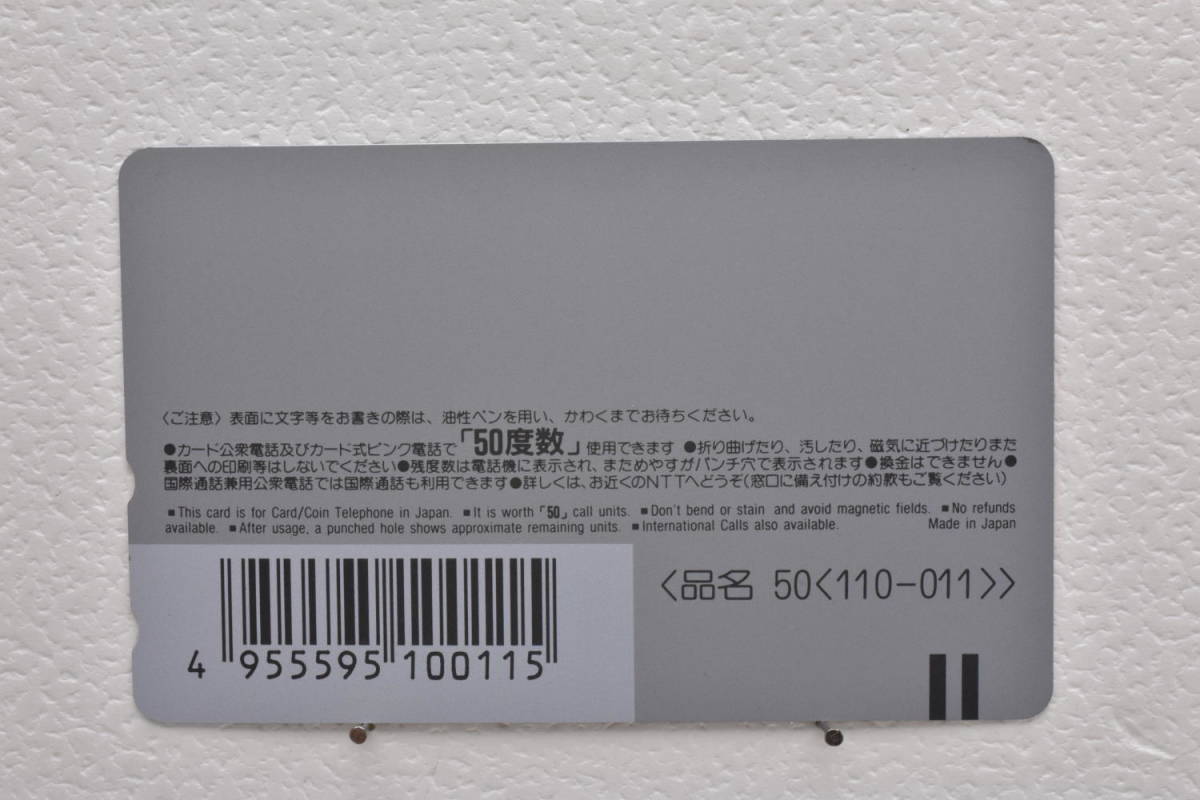 〈ご注意〉表面に文字等をお書きの際は、油性ペンを用い、かわくまでお待ちください。
●カード公衆電話及びカード式ピンク電話で「50度数」使用できます ●折り曲げたり、汚したり、磁気に近づけたりまた
裏面への印刷等はしないでください●残度数は電話機に表示され、まためやすがパンチ穴で表示されます●換金はできません●
国際通話兼用公衆電話では国際通話も利用できます●詳しくは、お近くのNTTへどうぞ(窓口に備え付けの約款もご覧ください)
■This card is for Card/Coin Telephone in Japan. ■It is worth「50」call units. ■Don't bend or stain and avoid magnetic fields. ■No refunds
available. ■After usage, a punched hole shows approximate remaining units. ■International Calls also available. Made in Japan
〈品名 50〈110-011〉〉
4 955595 100115